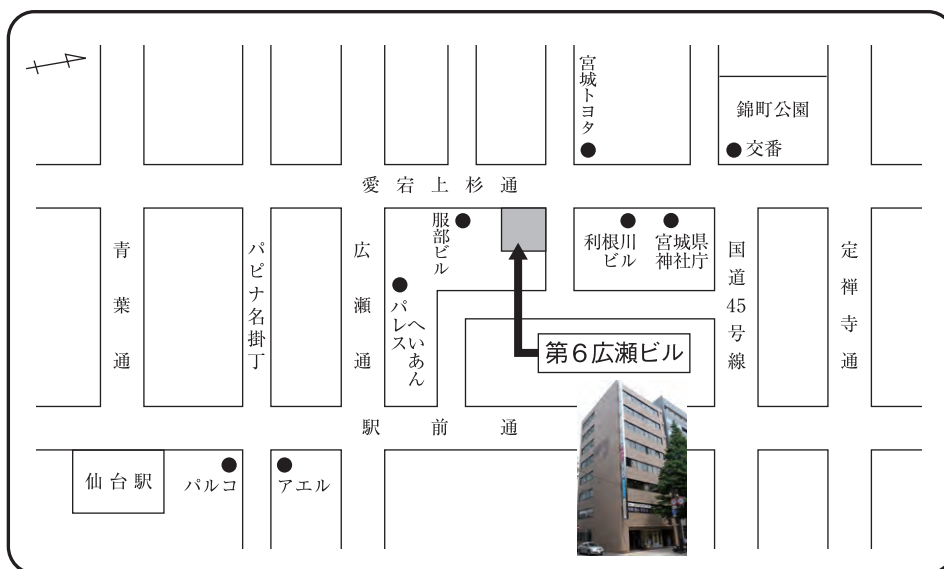 宮城トヨタ
錦町公園
交番
愛宕上杉通
青葉通
パピナ名掛丁
広瀬通
服部ビル
パレス
へいあん
利根川
ビル
宮城県
神社庁
国道45号線
定禅寺通
第6広瀬ビル
駅前通
仙台駅
パルコ
アエル